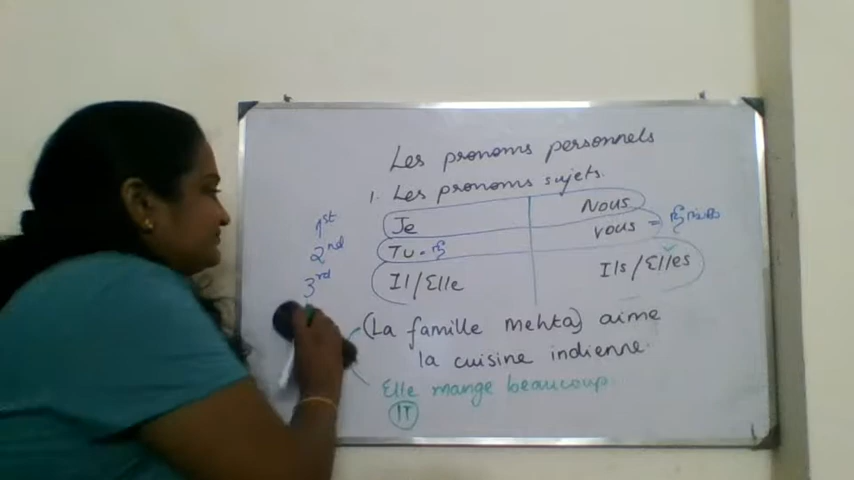 Les pronoms personnels
1. Les pronoms sujets.
1st Je Nous
2nd Tu - நீ vous = நீங்கள்
3rd Il/Elle Ils/Elles
(La famille Mehta) aime
la cuisine indienne.
Elle mange beaucoup.
IT